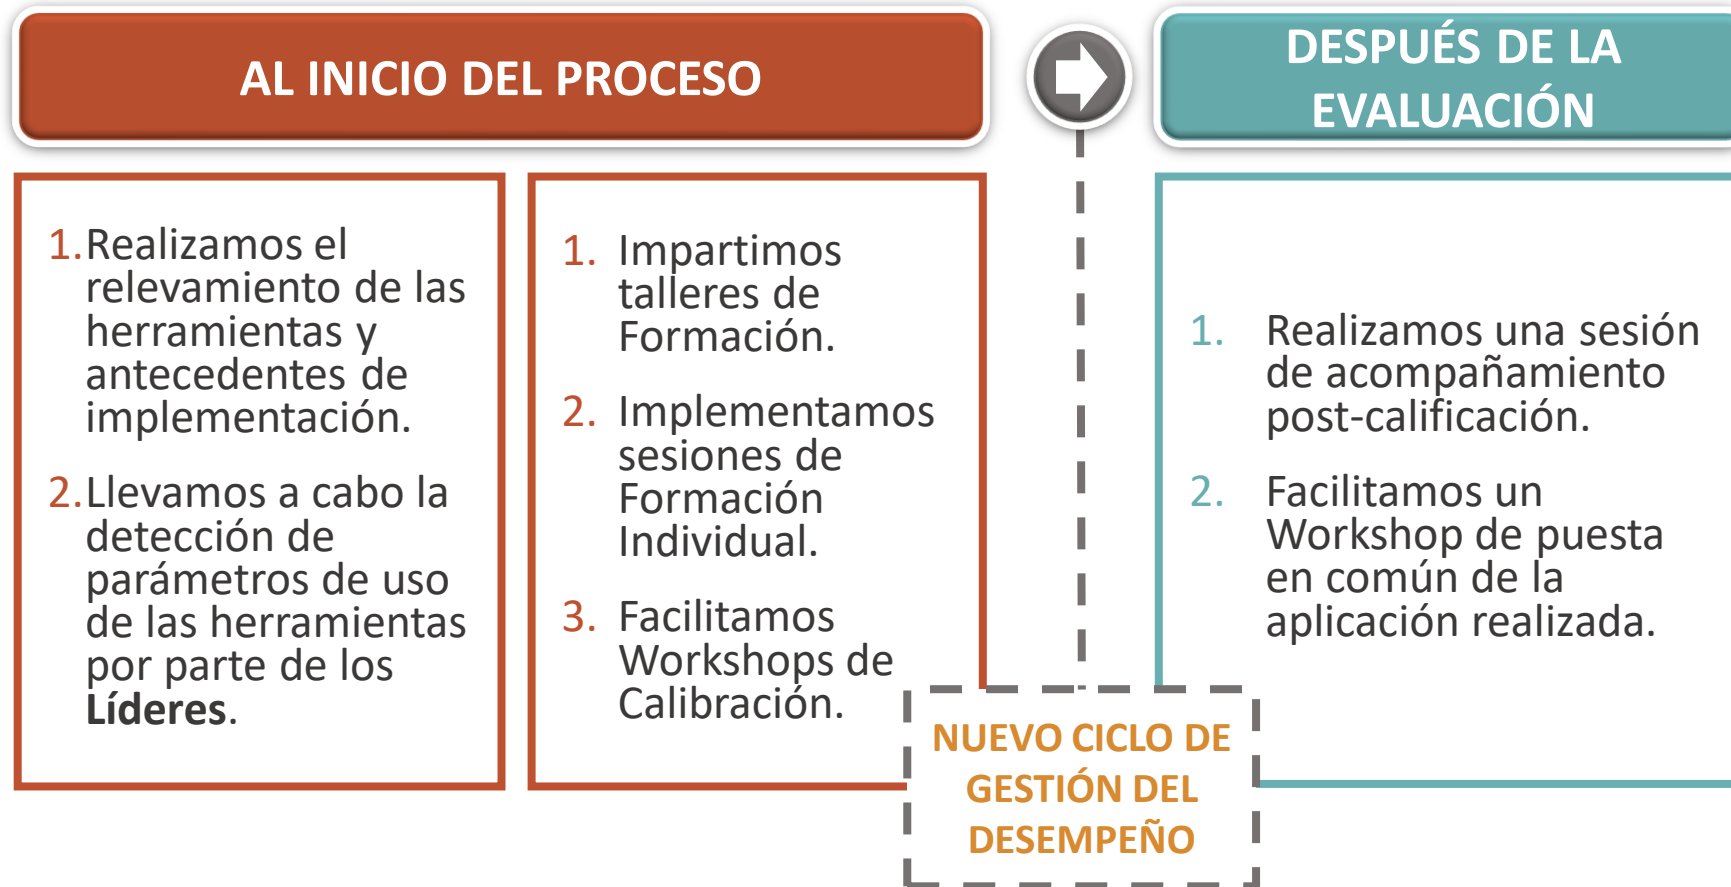 AL INICIO DEL PROCESO
DESPUÉS DE LA
EVALUACIÓN
1.Realizamos el
relevamiento de las
herramientas y
antecedentes de
implementación.
2.Llevamos a cabo la
detección de
parámetros de uso
de las herramientas
por parte de los
Líderes.
1. Impartimos
talleres de
Formación.
2. Implementamos
sesiones de
Formación
Individual.
3. Facilitamos
Workshops de
Calibración.
1. Realizamos una sesión
de acompañamiento
post-calificación.
2. Facilitamos un
Workshop de puesta
en común de la
aplicación realizada.
NUEVO CICLO DE
GESTIÓN DEL
DESEMPEÑO